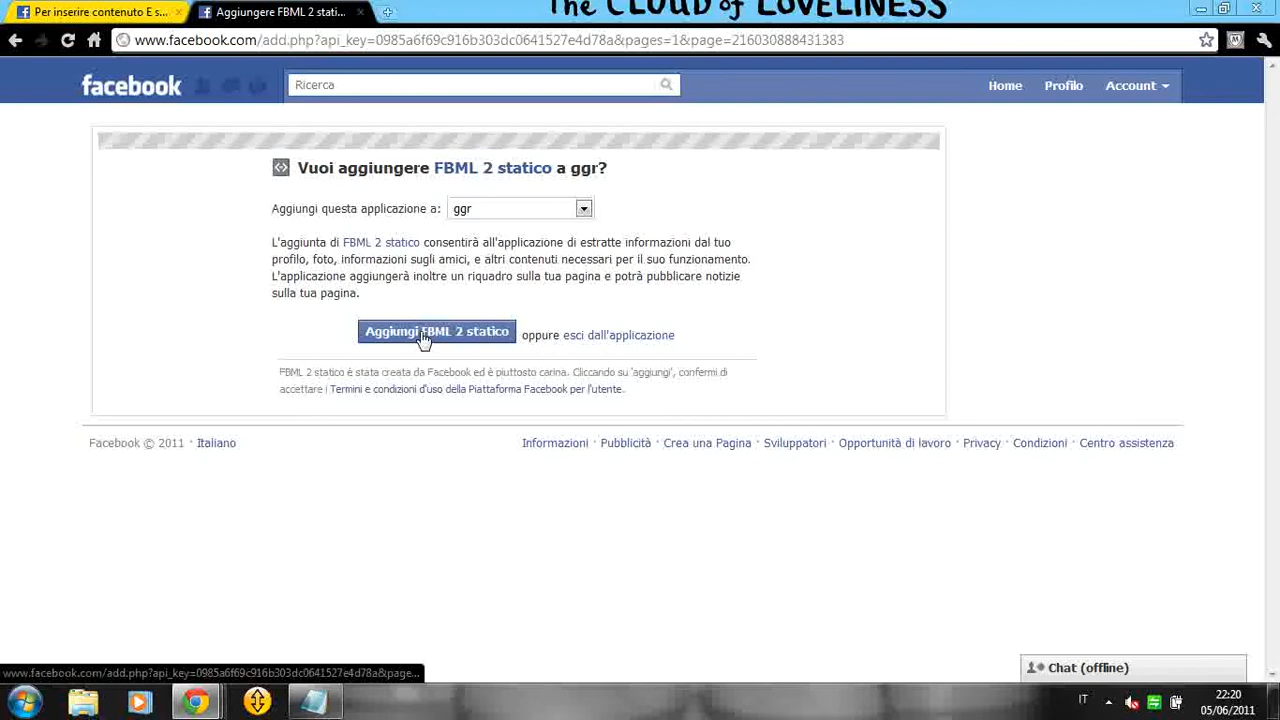 The CLOUD of LOVELINESS
Per inserire contenuto E s...
Aggiungere FBML 2 stati...
www.facebook.com/add.php?api_key=0985a6f69c916b303dc0641527e4d78a&pages=1&page=216030888431383
facebook
Ricerca
Home Profilo Account
Vuoi aggiungere FBML 2 statico a ggr?
Aggiungi questa applicazione a: ggr
L'aggiunta di FBML 2 statico consentirà all'applicazione di estratte informazioni dal tuo
profilo, foto, informazioni sugli amici, e altri contenuti necessari per il suo funzionamento.
L'applicazione aggiungerà inoltre un riquadro sulla tua pagina e potrà pubblicare notizie
sulla tua pagina.
Aggiungi FBML 2 statico oppure esci dall'applicazione
FBML 2 statico è stata creata da Facebook ed è piuttosto carina. Cliccando su 'aggiungi', confermi di
accettare i Termini e condizioni d'uso della Piattaforma Facebook per l'utente.
Facebook © 2011 · Italiano
Informazioni · Pubblicità · Crea una Pagina · Sviluppatori · Opportunità di lavoro · Privacy · Condizioni · Centro assistenza
www.facebook.com/add.php?api_key=0985a6f69c916b303dc0641527e4d78a&page...
Chat (offline)
IT
22:20
05/06/2011